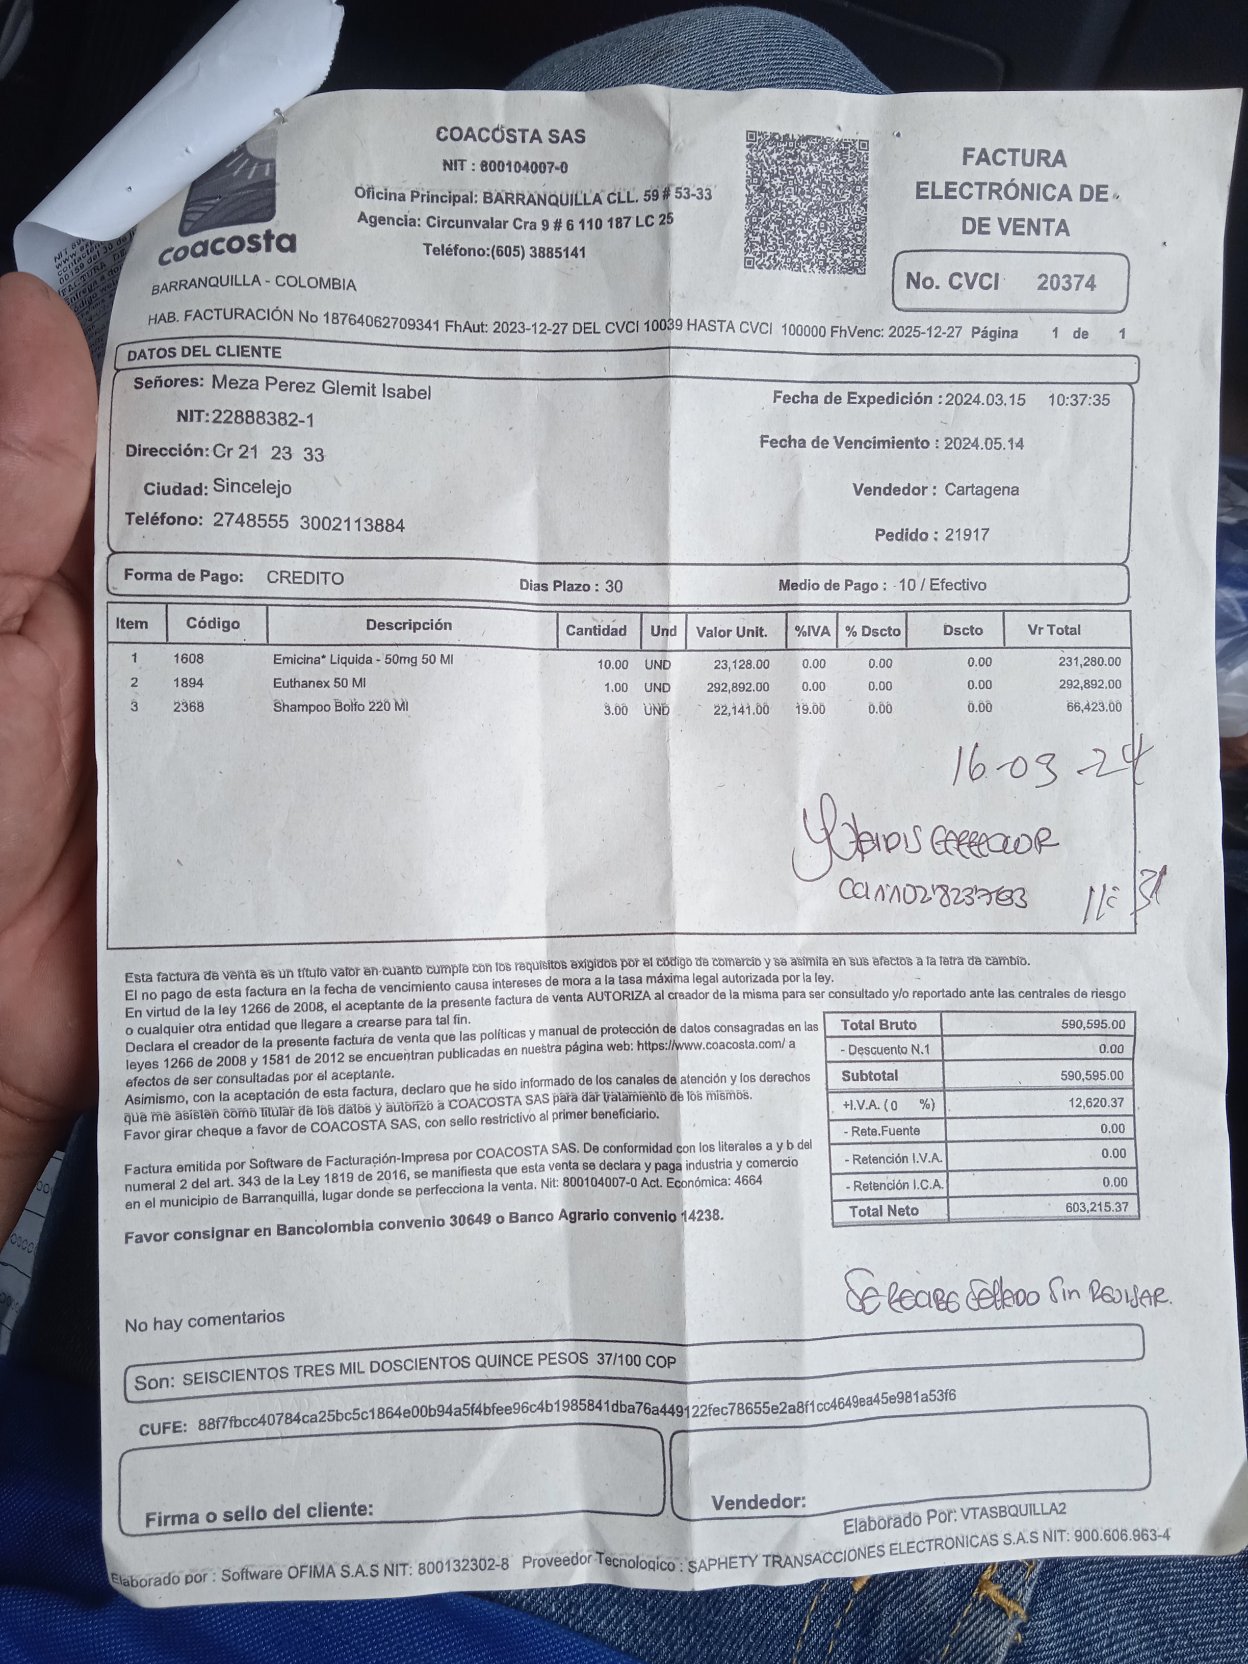 COACOSTA SAS
NIT : 800104007-0
Oficina Principal: BARRANQUILLA CLL. 59 # 53-33
Agencia: Circunvalar Cra 9 # 6 110 187 LC 25
Teléfono:(605) 3885141
coacosta
BARRANQUILLA - COLOMBIA
FACTURA
ELECTRÓNICA DE
DE VENTA
No. CVCI 20374
HAB. FACTURACIÓN No 18764062709341 FhAut: 2023-12-27 DEL CVCI 10039 HASTA CVCI 100000 FhVenc: 2025-12-27 Página 1 de 1
DATOS DEL CLIENTE
Señores: Meza Perez Glemit Isabel
NIT:22888382-1
Dirección: Cr 21 23 33
Ciudad: Sincelejo
Teléfono: 2748555 3002113884
Fecha de Expedición : 2024.03.15 10:37:35
Fecha de Vencimiento : 2024.05.14
Vendedor : Cartagena
Pedido : 21917
Forma de Pago: CREDITO Dias Plazo : 30 Medio de Pago : 10 / Efectivo
Item Código Descripción Cantidad Und Valor Unit. %IVA % Dscto Dscto Vr Total
1 1608 Emicina* Liquida - 50mg 50 Ml 10.00 UND 23,128.00 0.00 0.00 0.00 231,280.00
2 1894 Euthanex 50 Ml 1.00 UND 292,892.00 0.00 0.00 0.00 292,892.00
3 2368 Shampoo Bolfo 220 Ml 3.00 UND 22,141.00 19.00 0.00 0.00 66,423.00
16-03-24
11: 31
Esta factura de venta es un título valor en cuanto cumple con los requisitos exigidos por el código de comercio y se asimila en sus efectos a la letra de cambio.
El no pago de esta factura en la fecha de vencimiento causa intereses de mora a la tasa máxima legal autorizada por la ley.
En virtud de la ley 1266 de 2008, el aceptante de la presente factura de venta AUTORIZA al creador de la misma para ser consultado y/o reportado ante las centrales de riesgo
o cualquier otra entidad que llegare a crearse para tal fin.
Declara el creador de la presente factura de venta que las políticas y manual de protección de datos consagradas en las
leyes 1266 de 2008 y 1581 de 2012 se encuentran publicadas en nuestra página web: https://www.coacosta.com/ a
efectos de ser consultadas por el aceptante.
Asimismo, con la aceptación de esta factura, declaro que he sido informado de los canales de atención y los derechos
que me asisten como titular de los datos y autorizo a COACOSTA SAS para dar tratamiento de los mismos.
Favor girar cheque a favor de COACOSTA SAS, con sello restrictivo al primer beneficiario.
Factura emitida por Software de Facturación-Impresa por COACOSTA SAS. De conformidad con los literales a y b del
numeral 2 del art. 343 de la Ley 1819 de 2016, se manifiesta que esta venta se declara y paga industria y comercio
en el municipio de Barranquilla, lugar donde se perfecciona la venta. Nit: 800104007-0 Act. Económica: 4664
Favor consignar en Bancolombia convenio 30649 o Banco Agrario convenio 14238.
Total Bruto 590,595.00
- Descuento N.1 0.00
Subtotal 590,595.00
+I.V.A. ( 0 %) 12,620.37
- Rete.Fuente 0.00
- Retención I.V.A. 0.00
- Retención I.C.A. 0.00
Total Neto 603,215.37
Se RECIBE SELLADO Sin REVISAR.
No hay comentarios
Son: SEISCIENTOS TRES MIL DOSCIENTOS QUINCE PESOS 37/100 COP
CUFE: 88f7fbcc40784ca25bc5c1864e00b94a5f4bfee96c4b1985841dba76a449122fec78655e2a8f1cc4649ea45e981a53f6
Firma o sello del cliente:
Vendedor:
Elaborado Por: VTASBQUILLA2
Elaborado por : Software OFIMA S.A.S NIT: 800132302-8 Proveedor Tecnologico : SAPHETY TRANSACCIONES ELECTRONICAS S.A.S NIT: 900.606.963-4